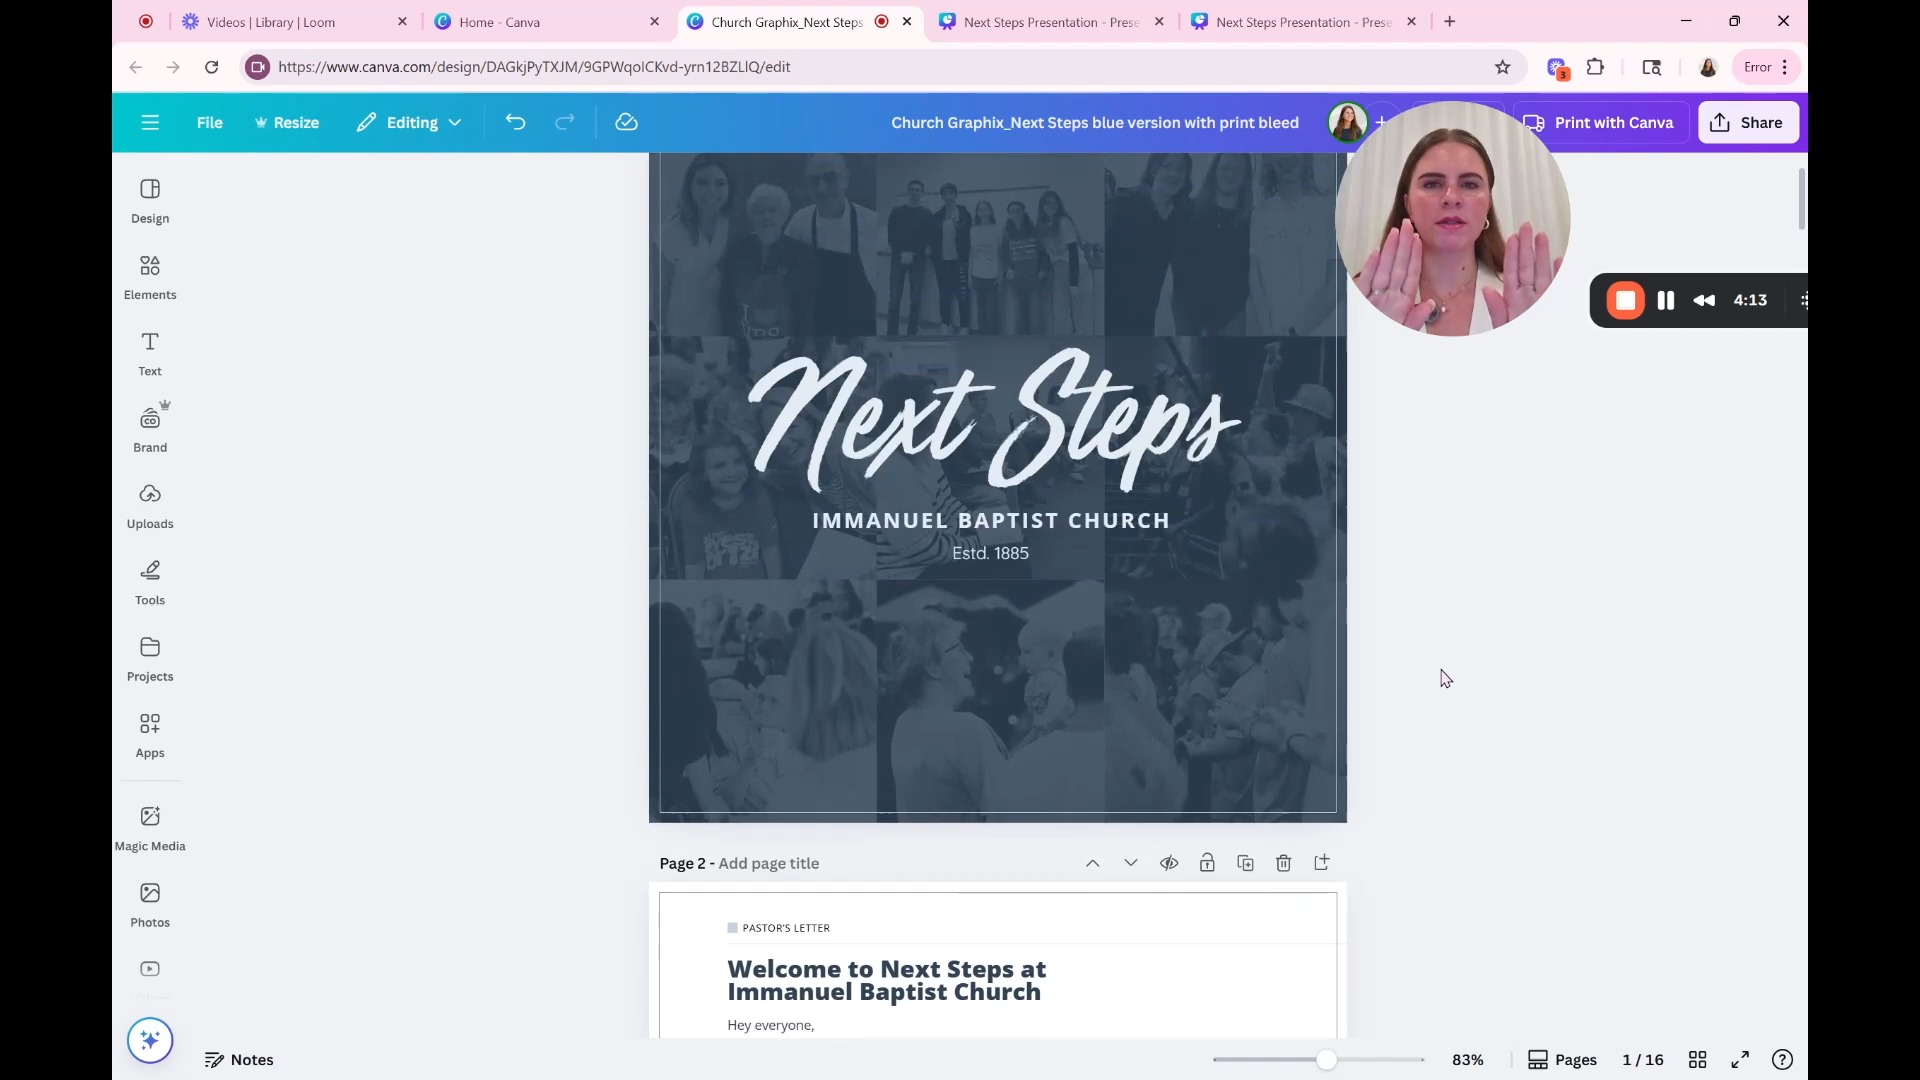 Videos | Library | Loom
Home - Canva
Church Graphix_Next Steps
Next Steps Presentation - Prese
Next Steps Presentation - Prese
https://www.canva.com/design/DAGkjPyTXJM/9GPWqoICKvd-yrn12BZLIQ/edit
3
Error
File
Resize
Editing
Church Graphix_Next Steps blue version with print bleed
Print with Canva
Share
4:13
Design
Elements
Text
CO
Brand
Uploads
Tools
Projects
Apps
Magic Media
Photos
Next Steps
IMMANUEL BAPTIST CHURCH
Estd. 1885
Page 2 - Add page title
PASTOR'S LETTER
Welcome to Next Steps at
Immanuel Baptist Church
Hey everyone,
Notes
83%
Pages
1 / 16